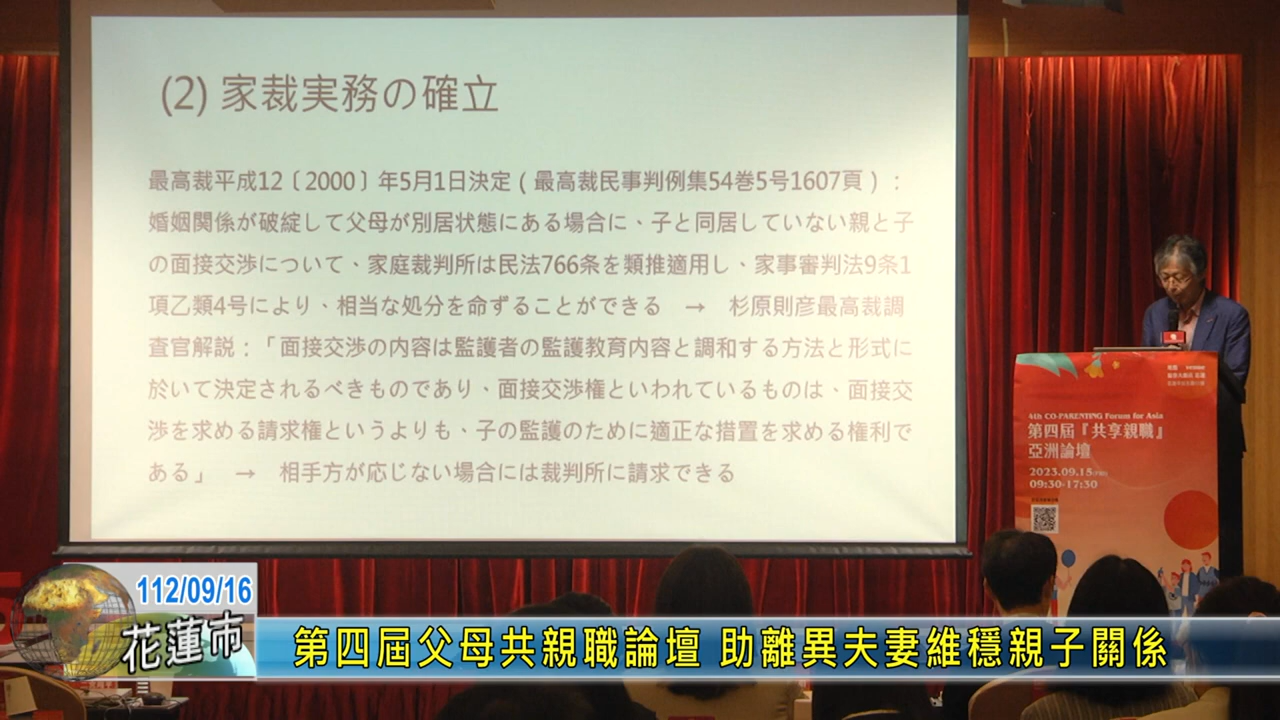 (2) 家裁実務の確立
最高裁平成12〔2000〕年5月1日決定(最高裁民事判例集54巻5号1607頁):
婚姻関係が破綻して父母が別居状態にある場合に、子と同居していない親と子
の面接交渉について、家庭裁判所は民法766条を類推適用し、家事審判法9条1
項乙類4号により、相当な処分を命ずることができる → 杉原則彦最高裁調
査官解説:「面接交渉の内容は監護者の監護教育内容と調和する方法と形式に
於いて決定されるべきものであり、面接交渉権といわれているものは、面接交
渉を求める請求権というよりも、子の監護のために適正な措置を求める権利で
ある」 → 相手方が応じない場合には裁判所に請求できる
venue
4th CO-PARENTING Forum for Asia
第四屆『共享親職』
亞洲論壇
2023.09.15
09:30-17:30
112/09/16
花蓮市
第四屆父母共親職論壇 助離異夫妻維穩親子關係